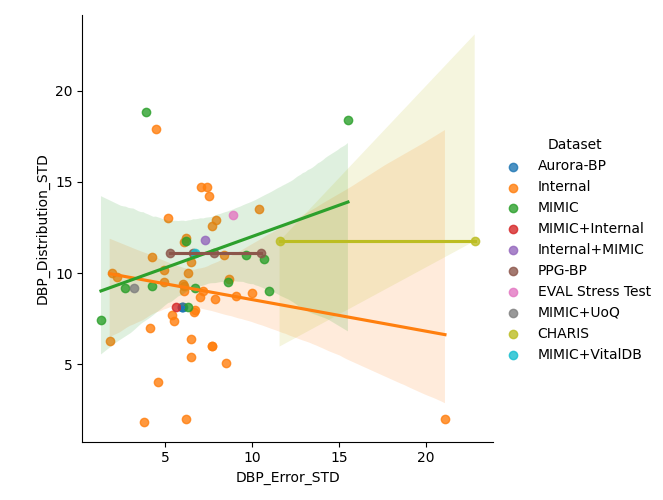 20
15
10
5
DBP_Distribution_STD
5
10
15
20
DBP_Error_STD
Dataset
Aurora-BP
Internal
MIMIC
MIMIC+Internal
Internal+MIMIC
PPG-BP
EVAL Stress Test
MIMIC+UoQ
CHARIS
MIMIC+VitalDB